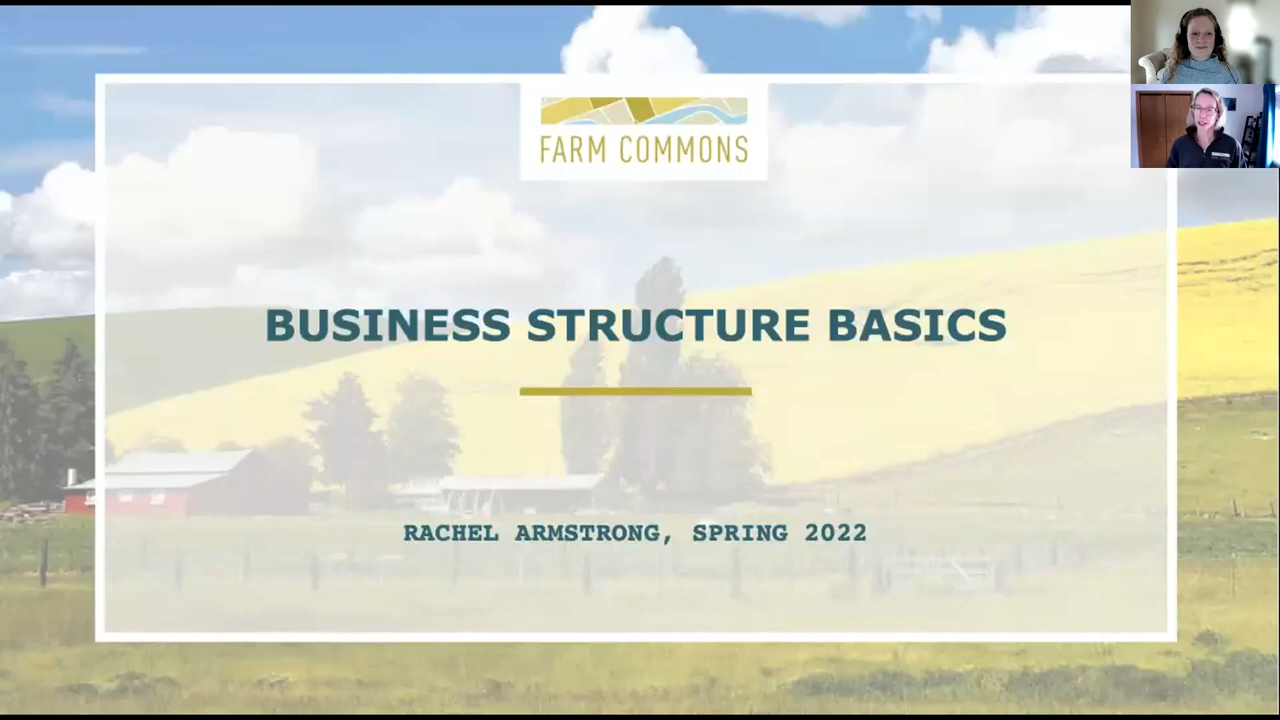 FARM COMMONS
BUSINESS STRUCTURE BASICS
RACHEL ARMSTRONG, SPRING 2022